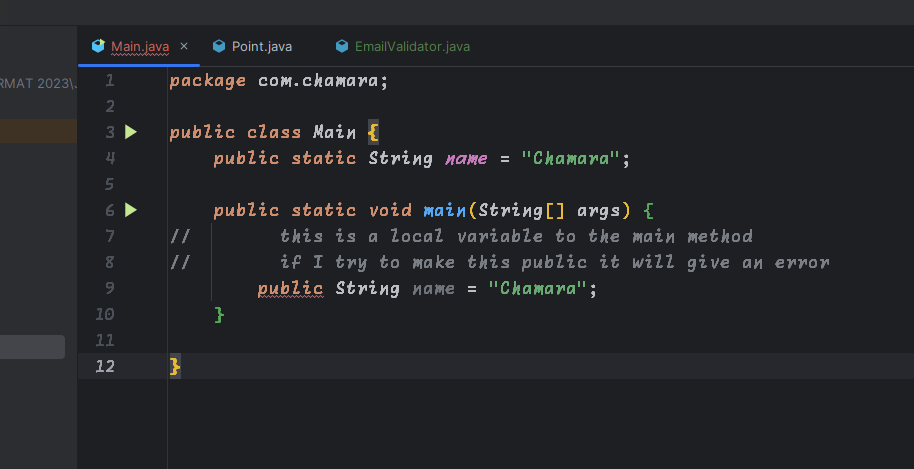 Main.java × Point.java EmailValidator.java
RMAT 2023\
1 package com.chamara;
2
3 public class Main {
4 public static String name = "Chamara";
5
6 public static void main(String[] args) {
7 // this is a local variable to the main method
8 // if I try to make this public it will give an error
9 public String name = "Chamara";
10 }
11
12 }